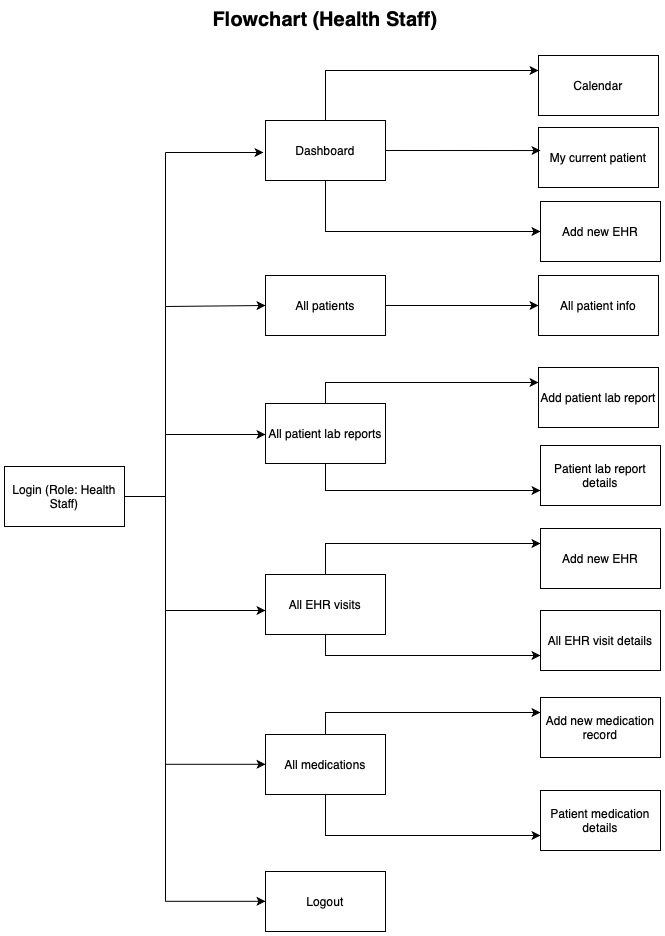 Flowchart (Health Staff)
Calendar
Dashboard
My current patient
Add new EHR
All patients
All patient info
Add patient lab report
All patient lab reports
Patient lab report
details
Login (Role: Health
Staff)
Add new EHR
All EHR visits
All EHR visit details
Add new medication
record
All medications
Patient medication
details
Logout